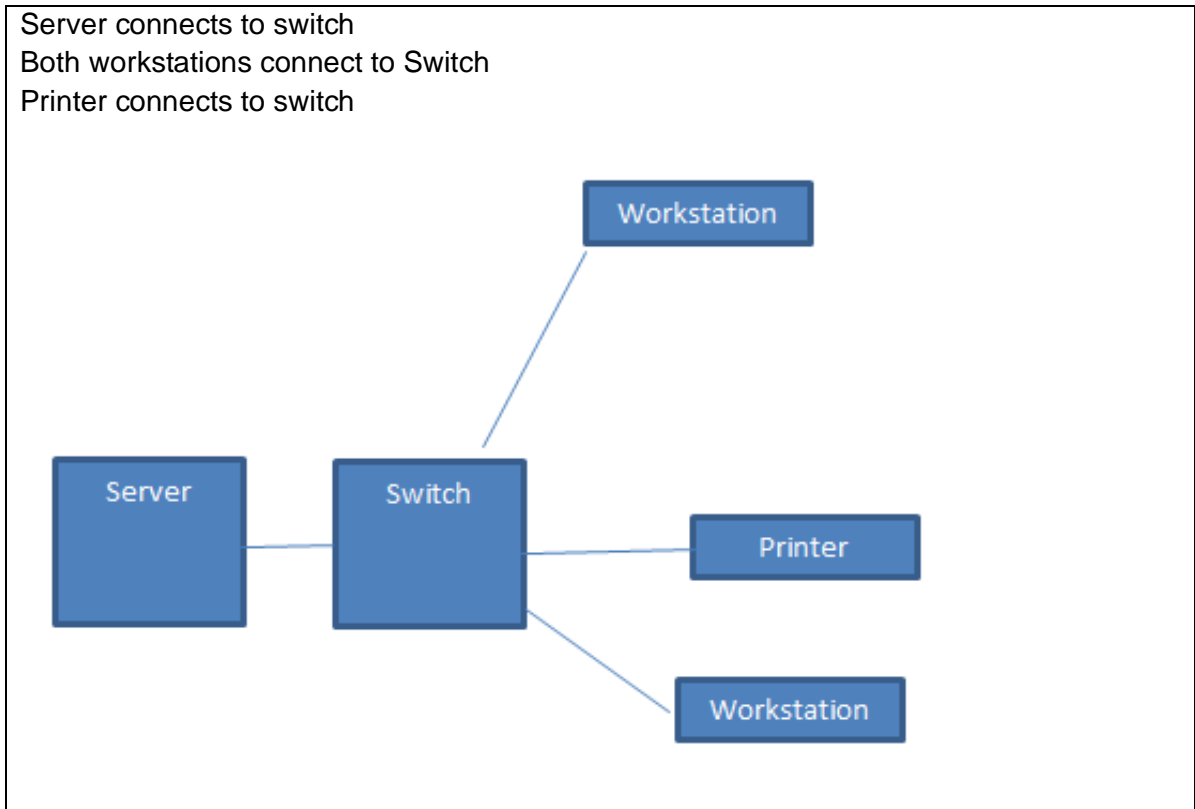 Server connects to switch
Both workstations connect to Switch
Printer connects to switch
Workstation
Server
Switch
Printer
Workstation